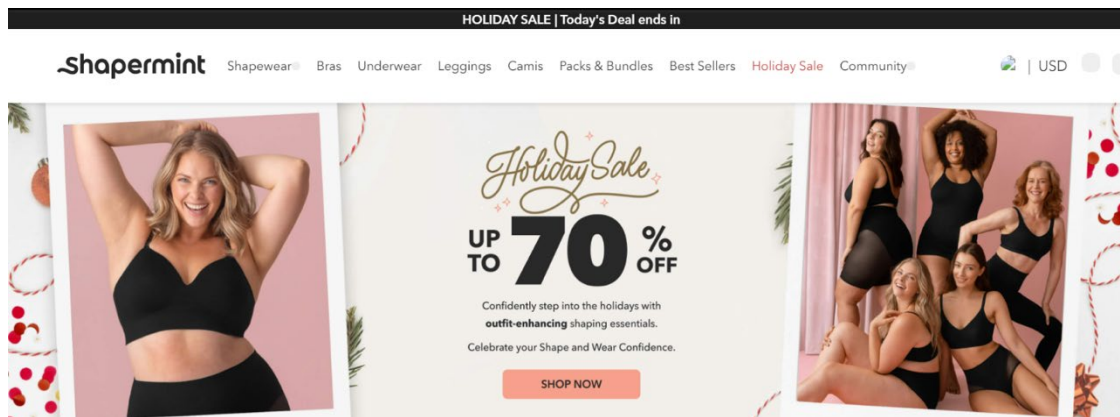 HOLIDAY SALE | Today's Deal ends in
Shapermint Shapewear Bras Underwear Leggings Camis Packs & Bundles Best Sellers Holiday Sale Community | USD
Holiday Sale
UP TO 70% OFF
Confidently step into the holidays with
outfit-enhancing shaping essentials.
Celebrate your Shape and Wear Confidence.
SHOP NOW